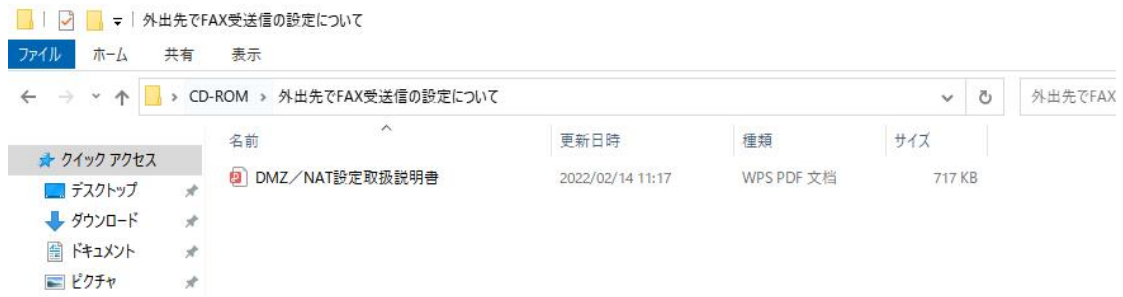 外出先でFAX受送信の設定について
ファイル ホーム 共有 表示
CD-ROM › 外出先でFAX受送信の設定について 外出先でFAX
名前 更新日時 種類 サイズ
クイック アクセス
DMZ／NAT設定取扱説明書 2022/02/14 11:17 WPS PDF 文档 717 KB
デスクトップ
ダウンロード
ドキュメント
ピクチャ